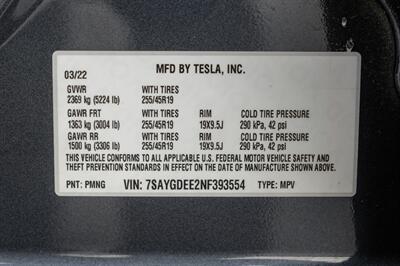 MFD BY TESLA, INC.
03/22
GVWR WITH TIRES
2369 kg (5224 lb) 255/45R19
GAWR FRT WITH TIRES RIM COLD TIRE PRESSURE
1363 kg (3004 lb) 255/45R19 19X9.5J 290 kPa, 42 psi
GAWR RR WITH TIRES RIM COLD TIRE PRESSURE
1500 kg (3306 lb) 255/45R19 19X9.5J 290 kPa, 42 psi
THIS VEHICLE CONFORMS TO ALL APPLICABLE U.S. FEDERAL MOTOR VEHICLE SAFETY AND
THEFT PREVENTION STANDARDS IN EFFECT ON THE DATE OF MANUFACTURE SHOWN ABOVE.
PNT: PMNG VIN: 7SAYGDEE2NF393554 TYPE: MPV